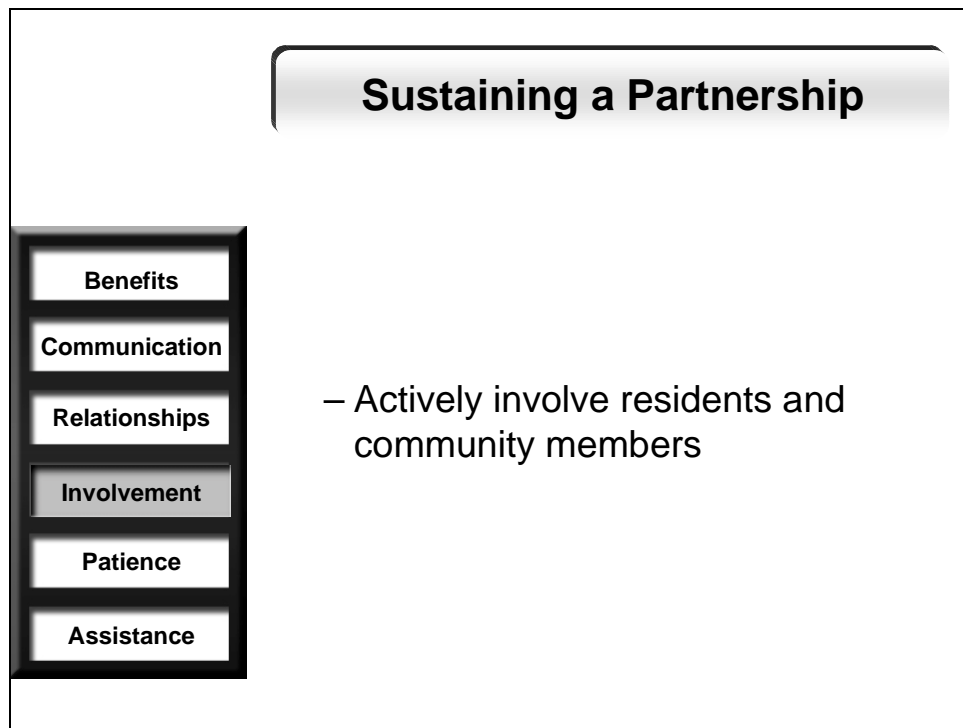 Sustaining a Partnership
Benefits
Communication
Relationships
Involvement
Patience
Assistance
– Actively involve residents and
community members